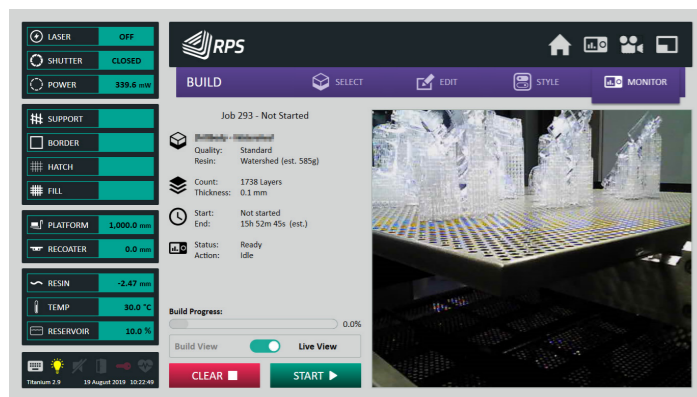 LASER OFF
SHUTTER CLOSED
POWER 339.6 mW
SUPPORT
BORDER
HATCH
FILL
PLATFORM 1,000.0 mm
RECOATER 0.0 mm
RESIN -2.47 mm
TEMP 30.0 °C
RESERVOIR 10.0 %
Titanium 2.9 19 August 2019 10:22:49
RPS
BUILD SELECT EDIT STYLE MONITOR
Job 293 - Not Started
Quality: Standard
Resin: Watershed (est. 585g)
Count: 1738 Layers
Thickness: 0.1 mm
Start: Not started
End: 15h 52m 45s (est.)
Status: Ready
Action: Idle
Build Progress:
0.0%
Build View Live View
CLEAR START